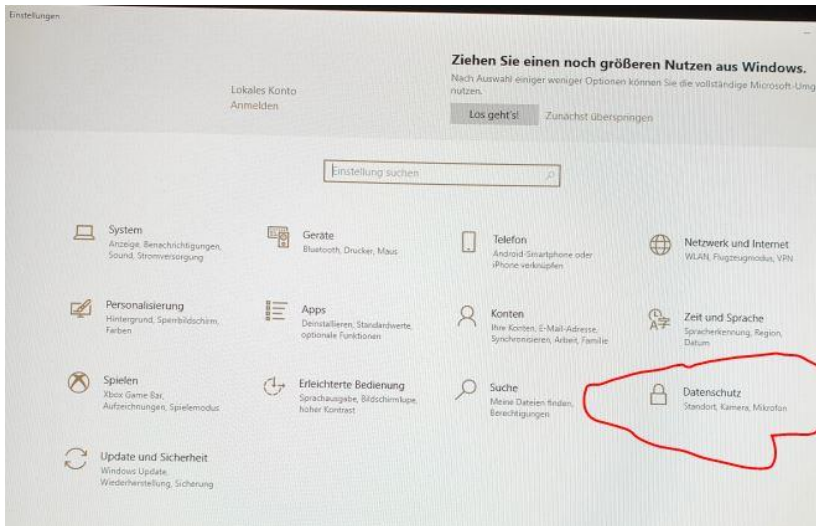 Einstellungen
Ziehen Sie einen noch größeren Nutzen aus Windows.
Nach Auswahl einiger weniger Optionen können Sie die vollständige Microsoft-Umg
nutzen.
Lokales Konto
Anmelden
Los geht's!
Zunächst überspringen
Einstellung suchen
System
Anzeige, Benachrichtigungen,
Sound, Stromversorgung
Geräte
Bluetooth, Drucker, Maus
Telefon
Android-Smartphone oder
iPhone verknüpfen
Netzwerk und Internet
WLAN, Flugzeugmodus, VPN
Personalisierung
Hintergrund, Sperrbildschirm,
Farben
Apps
Deinstallieren, Standardwerte,
optionale Funktionen
Konten
Ihre Konten, E-Mail-Adresse,
Synchronisieren, Arbeit, Familie
Zeit und Sprache
Spracherkennung, Region,
Datum
Spielen
Xbox Game Bar,
Aufzeichnungen, Spielemodus
Erleichterte Bedienung
Sprachausgabe, Bildschirmlupe,
hoher Kontrast
Suche
Meine Dateien finden,
Berechtigungen
Datenschutz
Standort, Kamera, Mikrofon
Update und Sicherheit
Windows Update,
Wiederherstellung, Sicherung